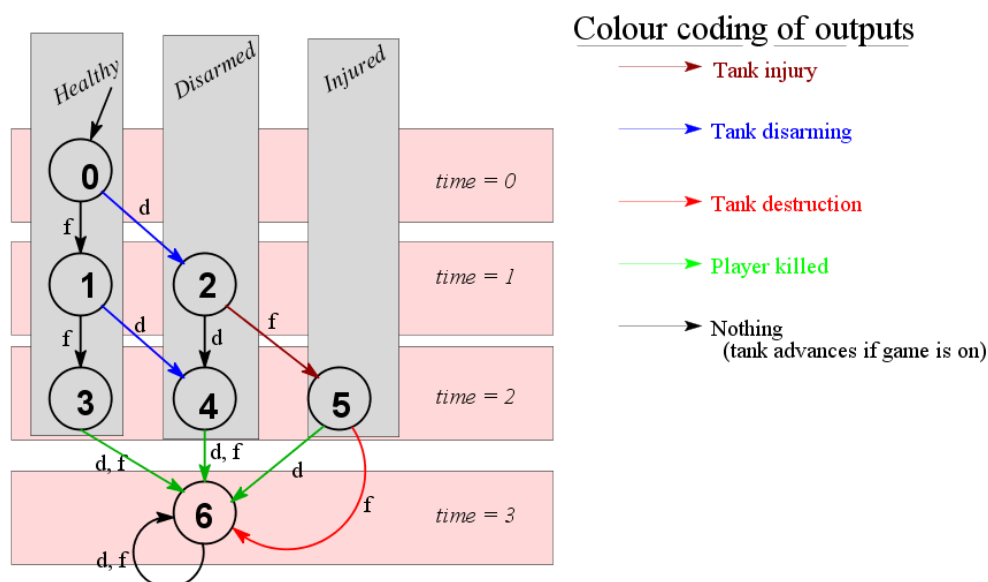 Colour coding of outputs
Healthy
Disarmed
Injured
Tank injury
Tank disarming
Tank destruction
Player killed
Nothing
(tank advances if game is on)
0
time = 0
d
f
1
2
time = 1
f
d
d
f
3
4
5
time = 2
d, f
d, f
d
f
6
time = 3
d, f